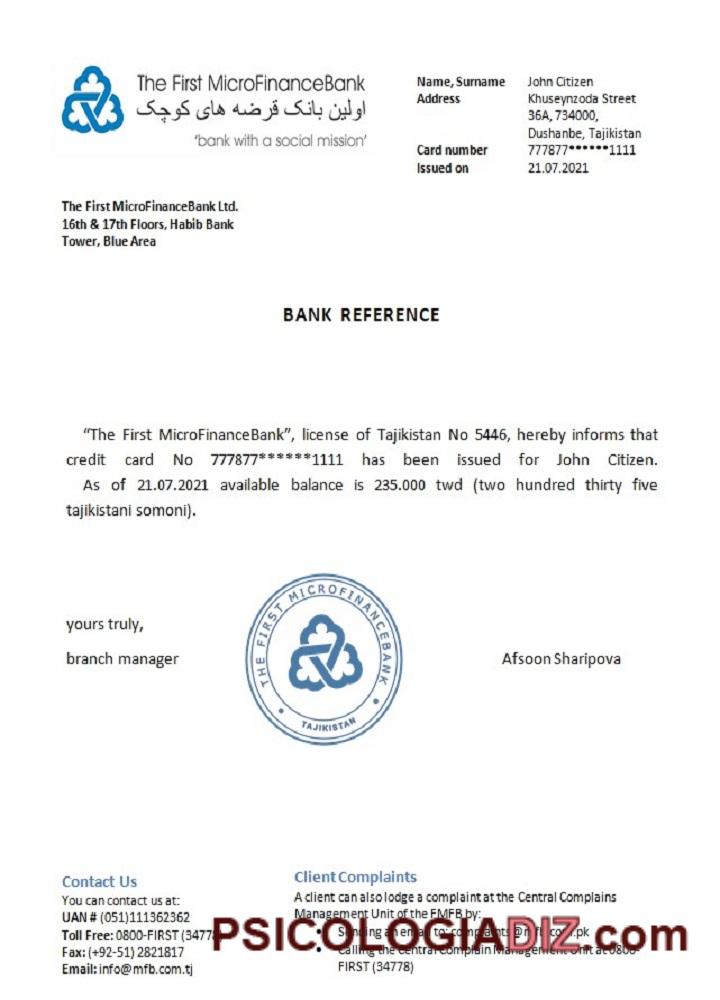 The First MicroFinanceBank
اولین بانک قرضه های کوچک
'bank with a social mission'
Name, Surname John Citizen
Address Khuseynzoda Street
36A, 734000,
Dushanbe, Tajikistan
Card number 777877******1111
Issued on 21.07.2021
The First MicroFinanceBank Ltd.
16th & 17th Floors, Habib Bank
Tower, Blue Area
BANK REFERENCE
"The First MicroFinanceBank", license of Tajikistan No 5446, hereby informs that
credit card No 777877******1111 has been issued for John Citizen.
As of 21.07.2021 available balance is 235.000 twd (two hundred thirty five
tajikistani somoni).
yours truly,
branch manager
THE FIRST MICROFINANCEBANK
TAJIKISTAN
Afsoon Sharipova
Contact Us
You can contact us at:
UAN # (051)111362362
Toll Free: 0800-FIRST (3477
Fax: (+92-51) 2821817
Email: info@mfb.com.tj
Client Complaints
A client can also lodge a complaint at the Central Complains
Management Unit of the FMFB by:
• Sending an email to: complaints@mfb.com.pk
• Calling the Central Complain Management Unit at 0800-
FIRST (34778)
PSICOLOGIADIZ.com